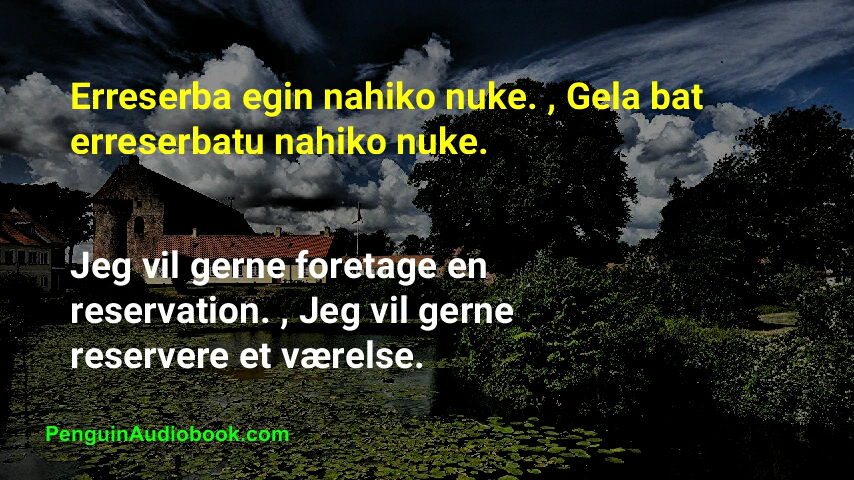 Erreserba egin nahiko nuke. , Gela bat
erreserbatu nahiko nuke.
Jeg vil gerne foretage en
reservation. , Jeg vil gerne
reservere et værelse.
PenguinAudiobook.com